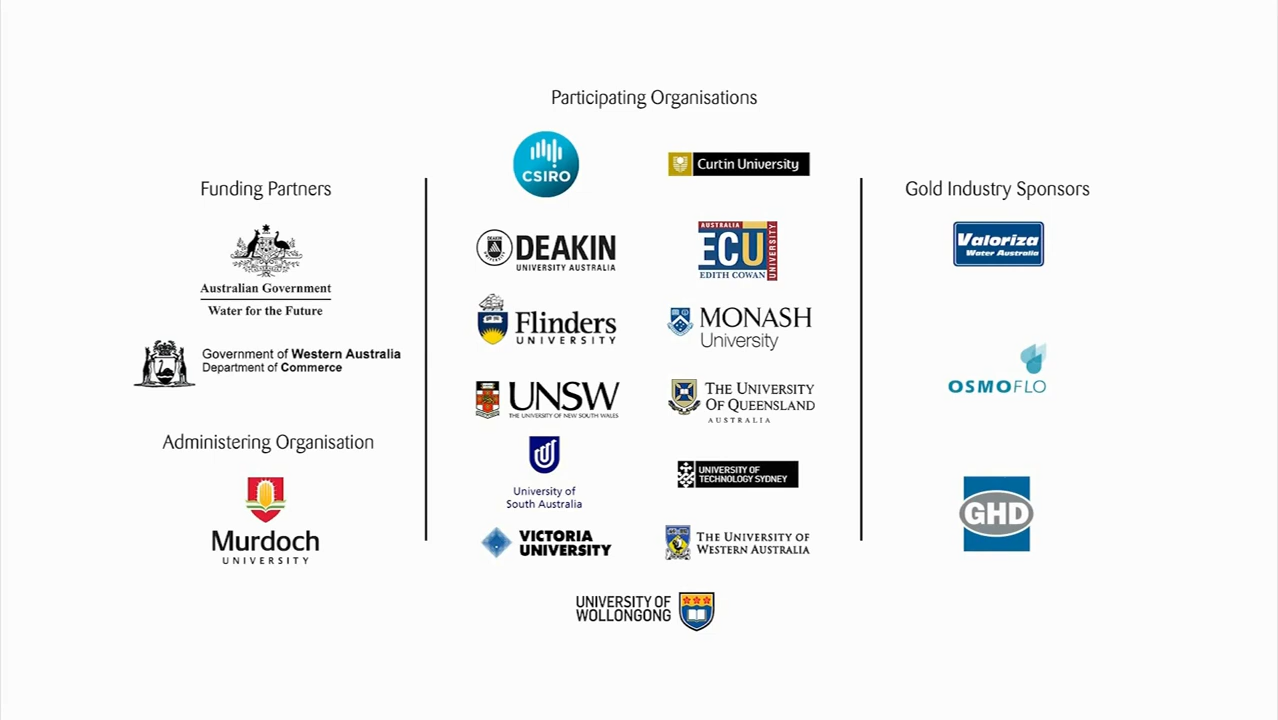 Participating Organisations
CSIRO
Curtin University
Funding Partners
Australian Government
Water for the Future
Government of Western Australia
Department of Commerce
Administering Organisation
Murdoch
UNIVERSITY
DEAKIN
UNIVERSITY AUSTRALIA
AUSTRALIA
ECU
EDITH COWAN
UNIVERSITY
Flinders
UNIVERSITY
MONASH
University
UNSW
THE UNIVERSITY OF NEW SOUTH WALES
THE UNIVERSITY
OF QUEENSLAND
AUSTRALIA
University of
South Australia
UNIVERSITY OF
TECHNOLOGY SYDNEY
VICTORIA
UNIVERSITY
THE UNIVERSITY OF
WESTERN AUSTRALIA
UNIVERSITY OF
WOLLONGONG
Gold Industry Sponsors
Valoriza
Water Australia
OSMOFLO
GHD